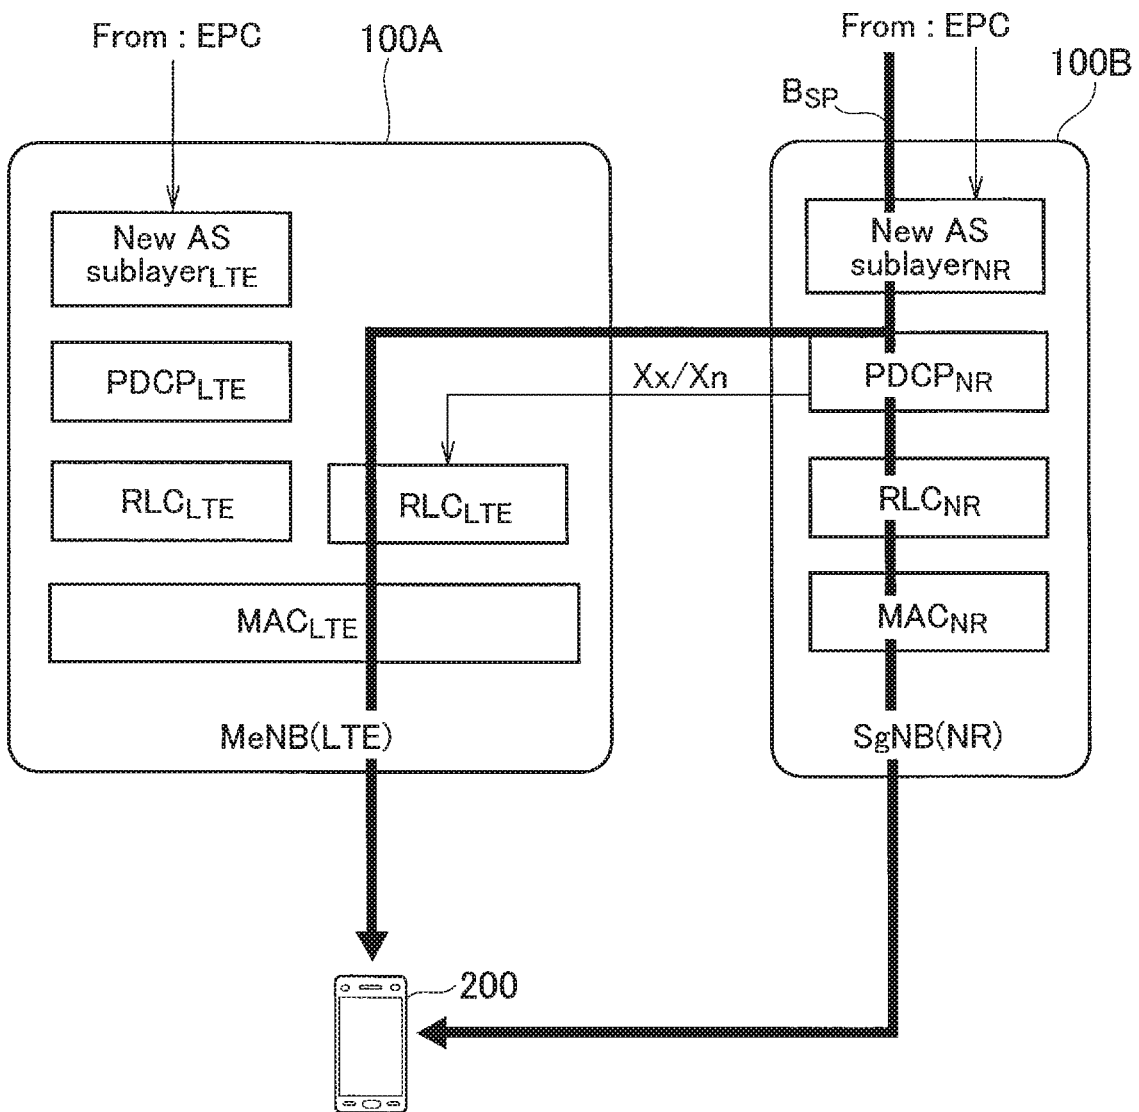 From : EPC
100A
From : EPC
100B
BSP
New AS
sublayerLTE
New AS
sublayerNR
PDCPLTE
Xx/Xn
PDCPNR
RLCLTE
RLCLTE
RLCNR
MACLTE
MACNR
MeNB(LTE)
SgNB(NR)
200